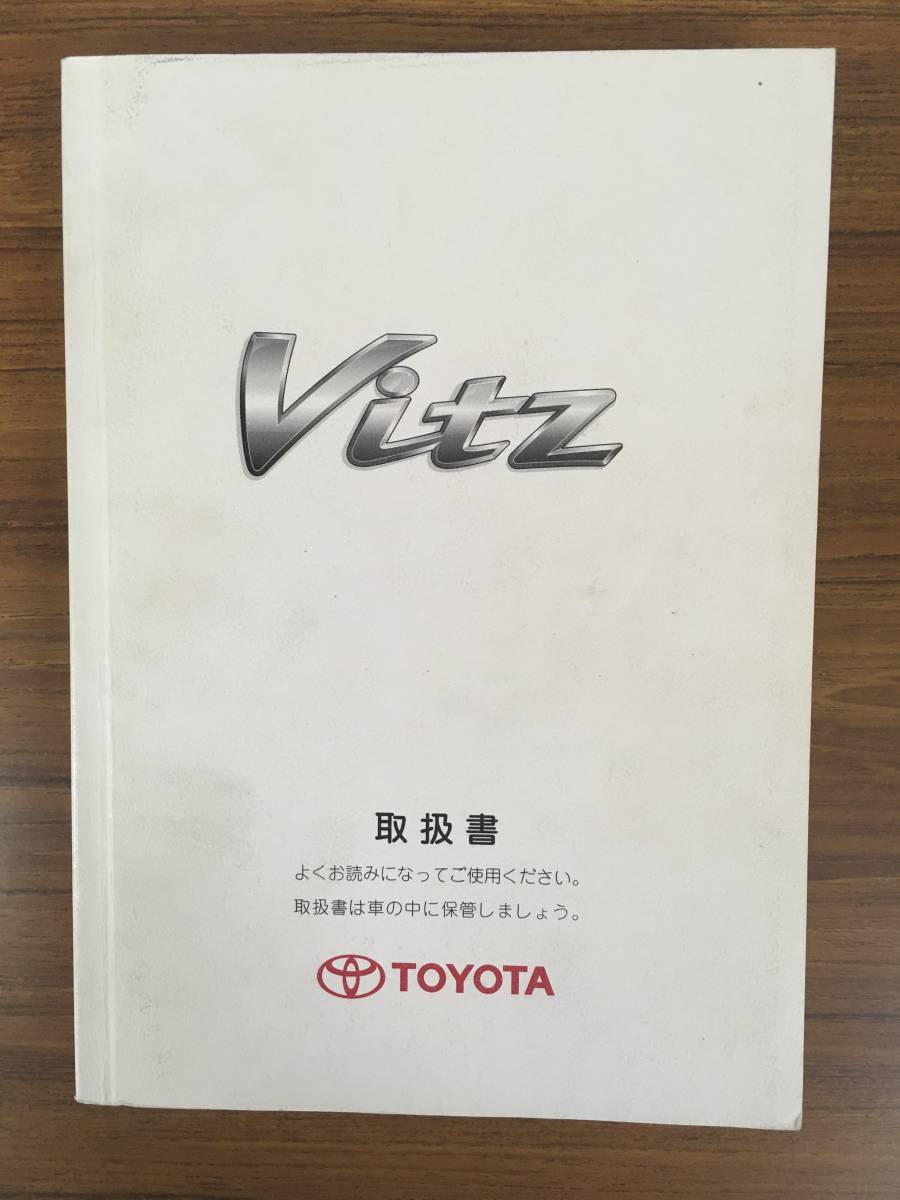 Vitz
取扱書
よくお読みになってご使用ください。
取扱書は車の中に保管しましょう。
TOYOTA